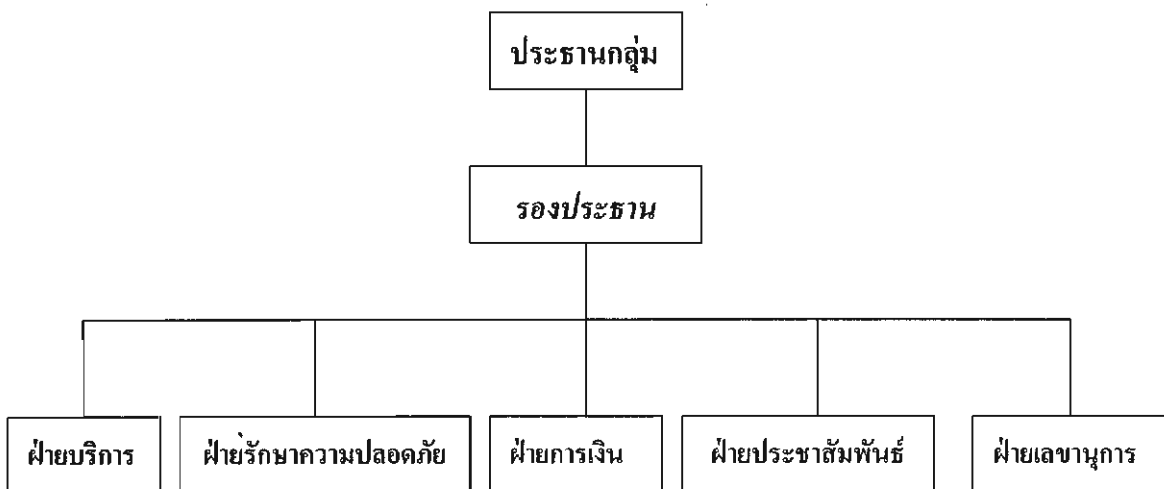 ประธานกลุ่ม
รองประธาน
ฝ่ายบริการ
ฝ่ายรักษาความปลอดภัย
ฝ่ายการเงิน
ฝ่ายประชาสัมพันธ์
ฝ่ายเลขานุการ